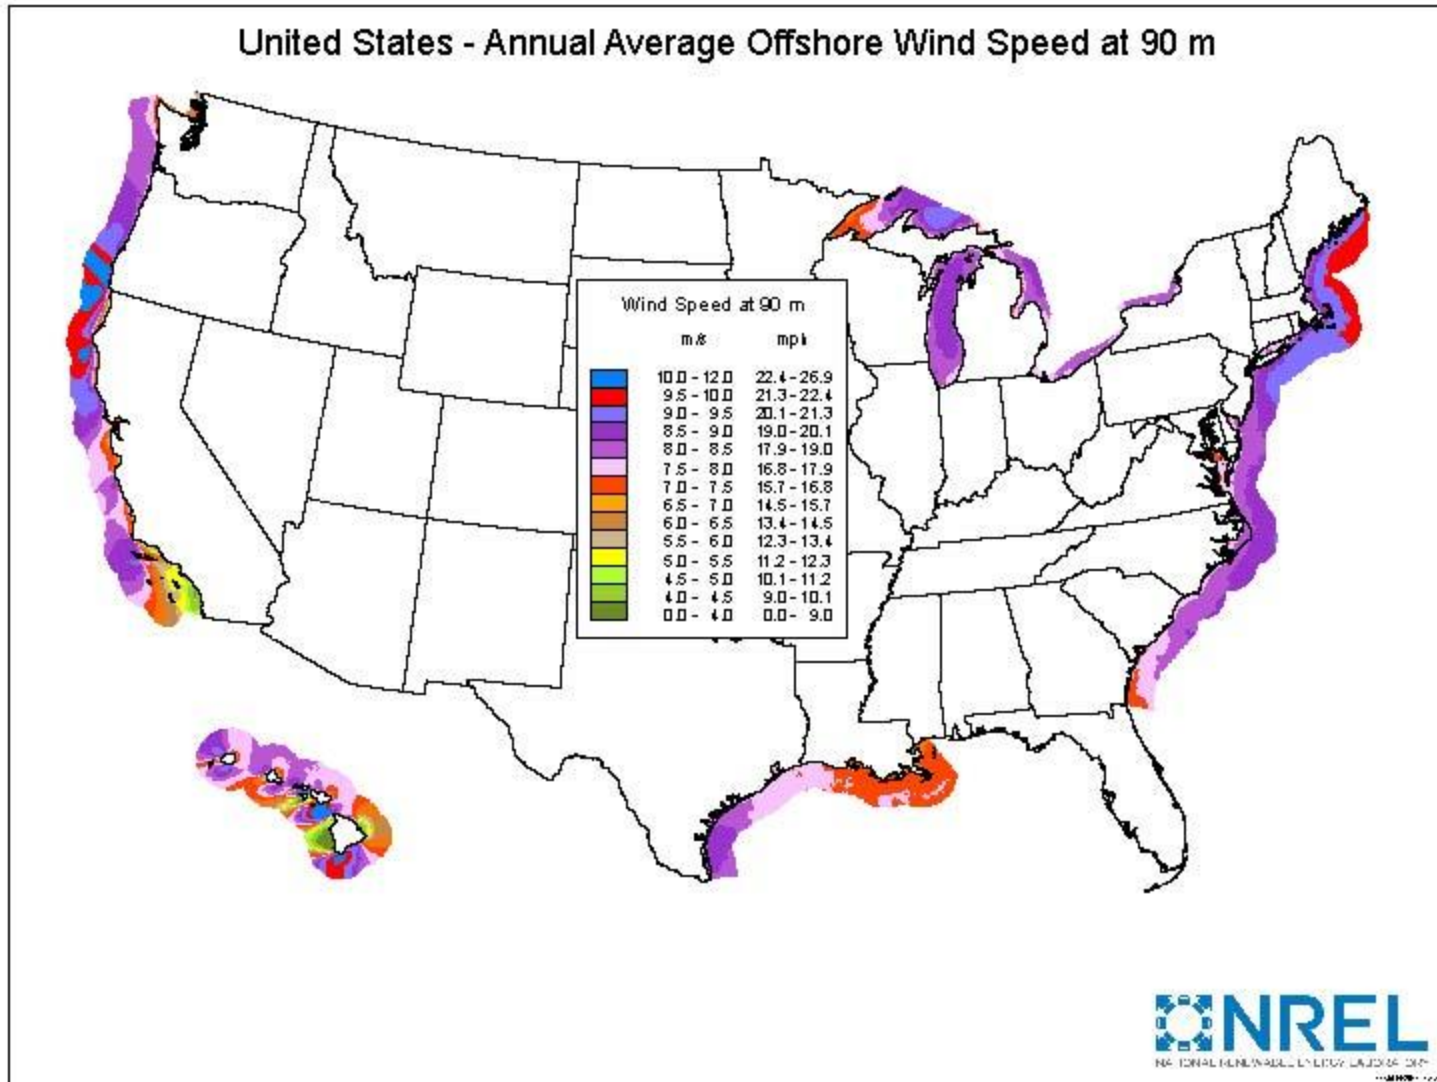 United States - Annual Average Offshore Wind Speed at 90 m
Wind Speed at 90 m
m/s mph
10.0 - 12.0 22.4 - 26.9
9.5 - 10.0 21.3 - 22.4
9.0 - 9.5 20.1 - 21.3
8.5 - 9.0 19.0 - 20.1
8.0 - 8.5 17.9 - 19.0
7.5 - 8.0 16.8 - 17.9
7.0 - 7.5 15.7 - 16.8
6.5 - 7.0 14.5 - 15.7
6.0 - 6.5 13.4 - 14.5
5.5 - 6.0 12.3 - 13.4
5.0 - 5.5 11.2 - 12.3
4.5 - 5.0 10.1 - 11.2
4.0 - 4.5 9.0 - 10.1
0.0 - 4.0 0.0 - 9.0
NREL
NATIONAL RENEWABLE ENERGY LABORATORY